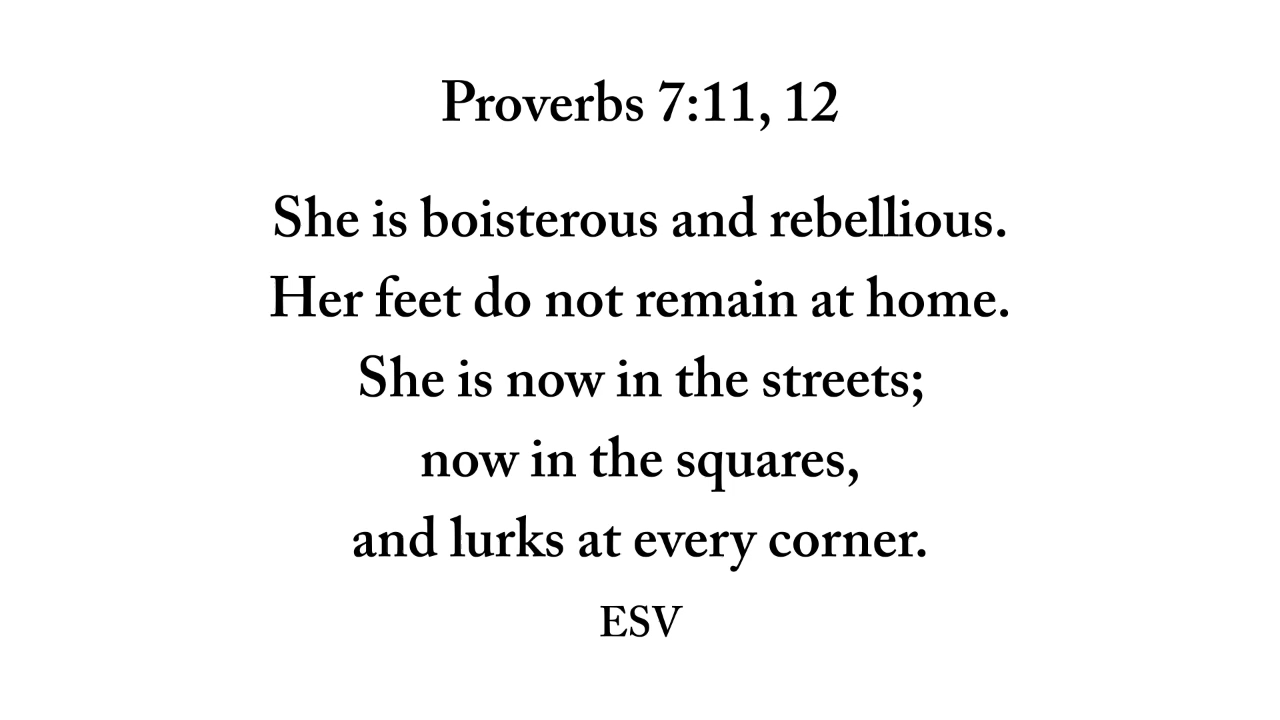 Proverbs 7:11, 12
She is boisterous and rebellious.
Her feet do not remain at home.
She is now in the streets;
now in the squares,
and lurks at every corner.
ESV